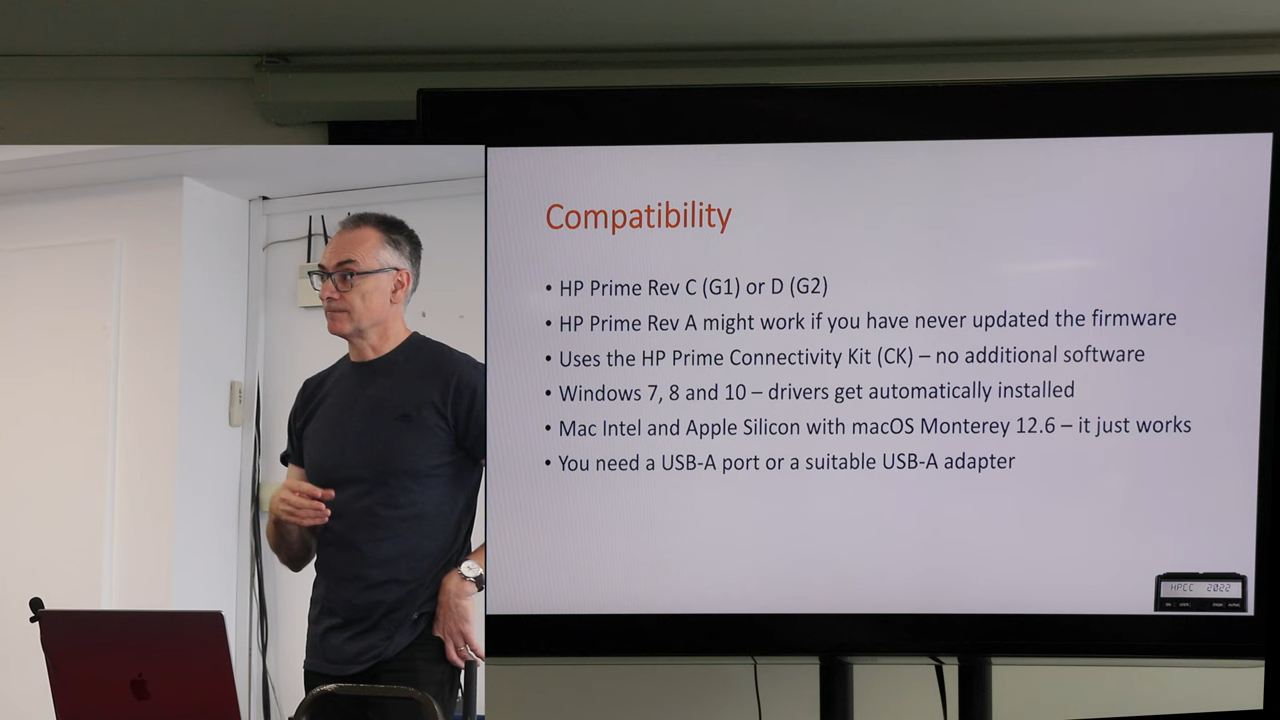 Compatibility
• HP Prime Rev C (G1) or D (G2)
• HP Prime Rev A might work if you have never updated the firmware
• Uses the HP Prime Connectivity Kit (CK) – no additional software
• Windows 7, 8 and 10 – drivers get automatically installed
• Mac Intel and Apple Silicon with macOS Monterey 12.6 – it just works
• You need a USB-A port or a suitable USB-A adapter
HPCC 2022